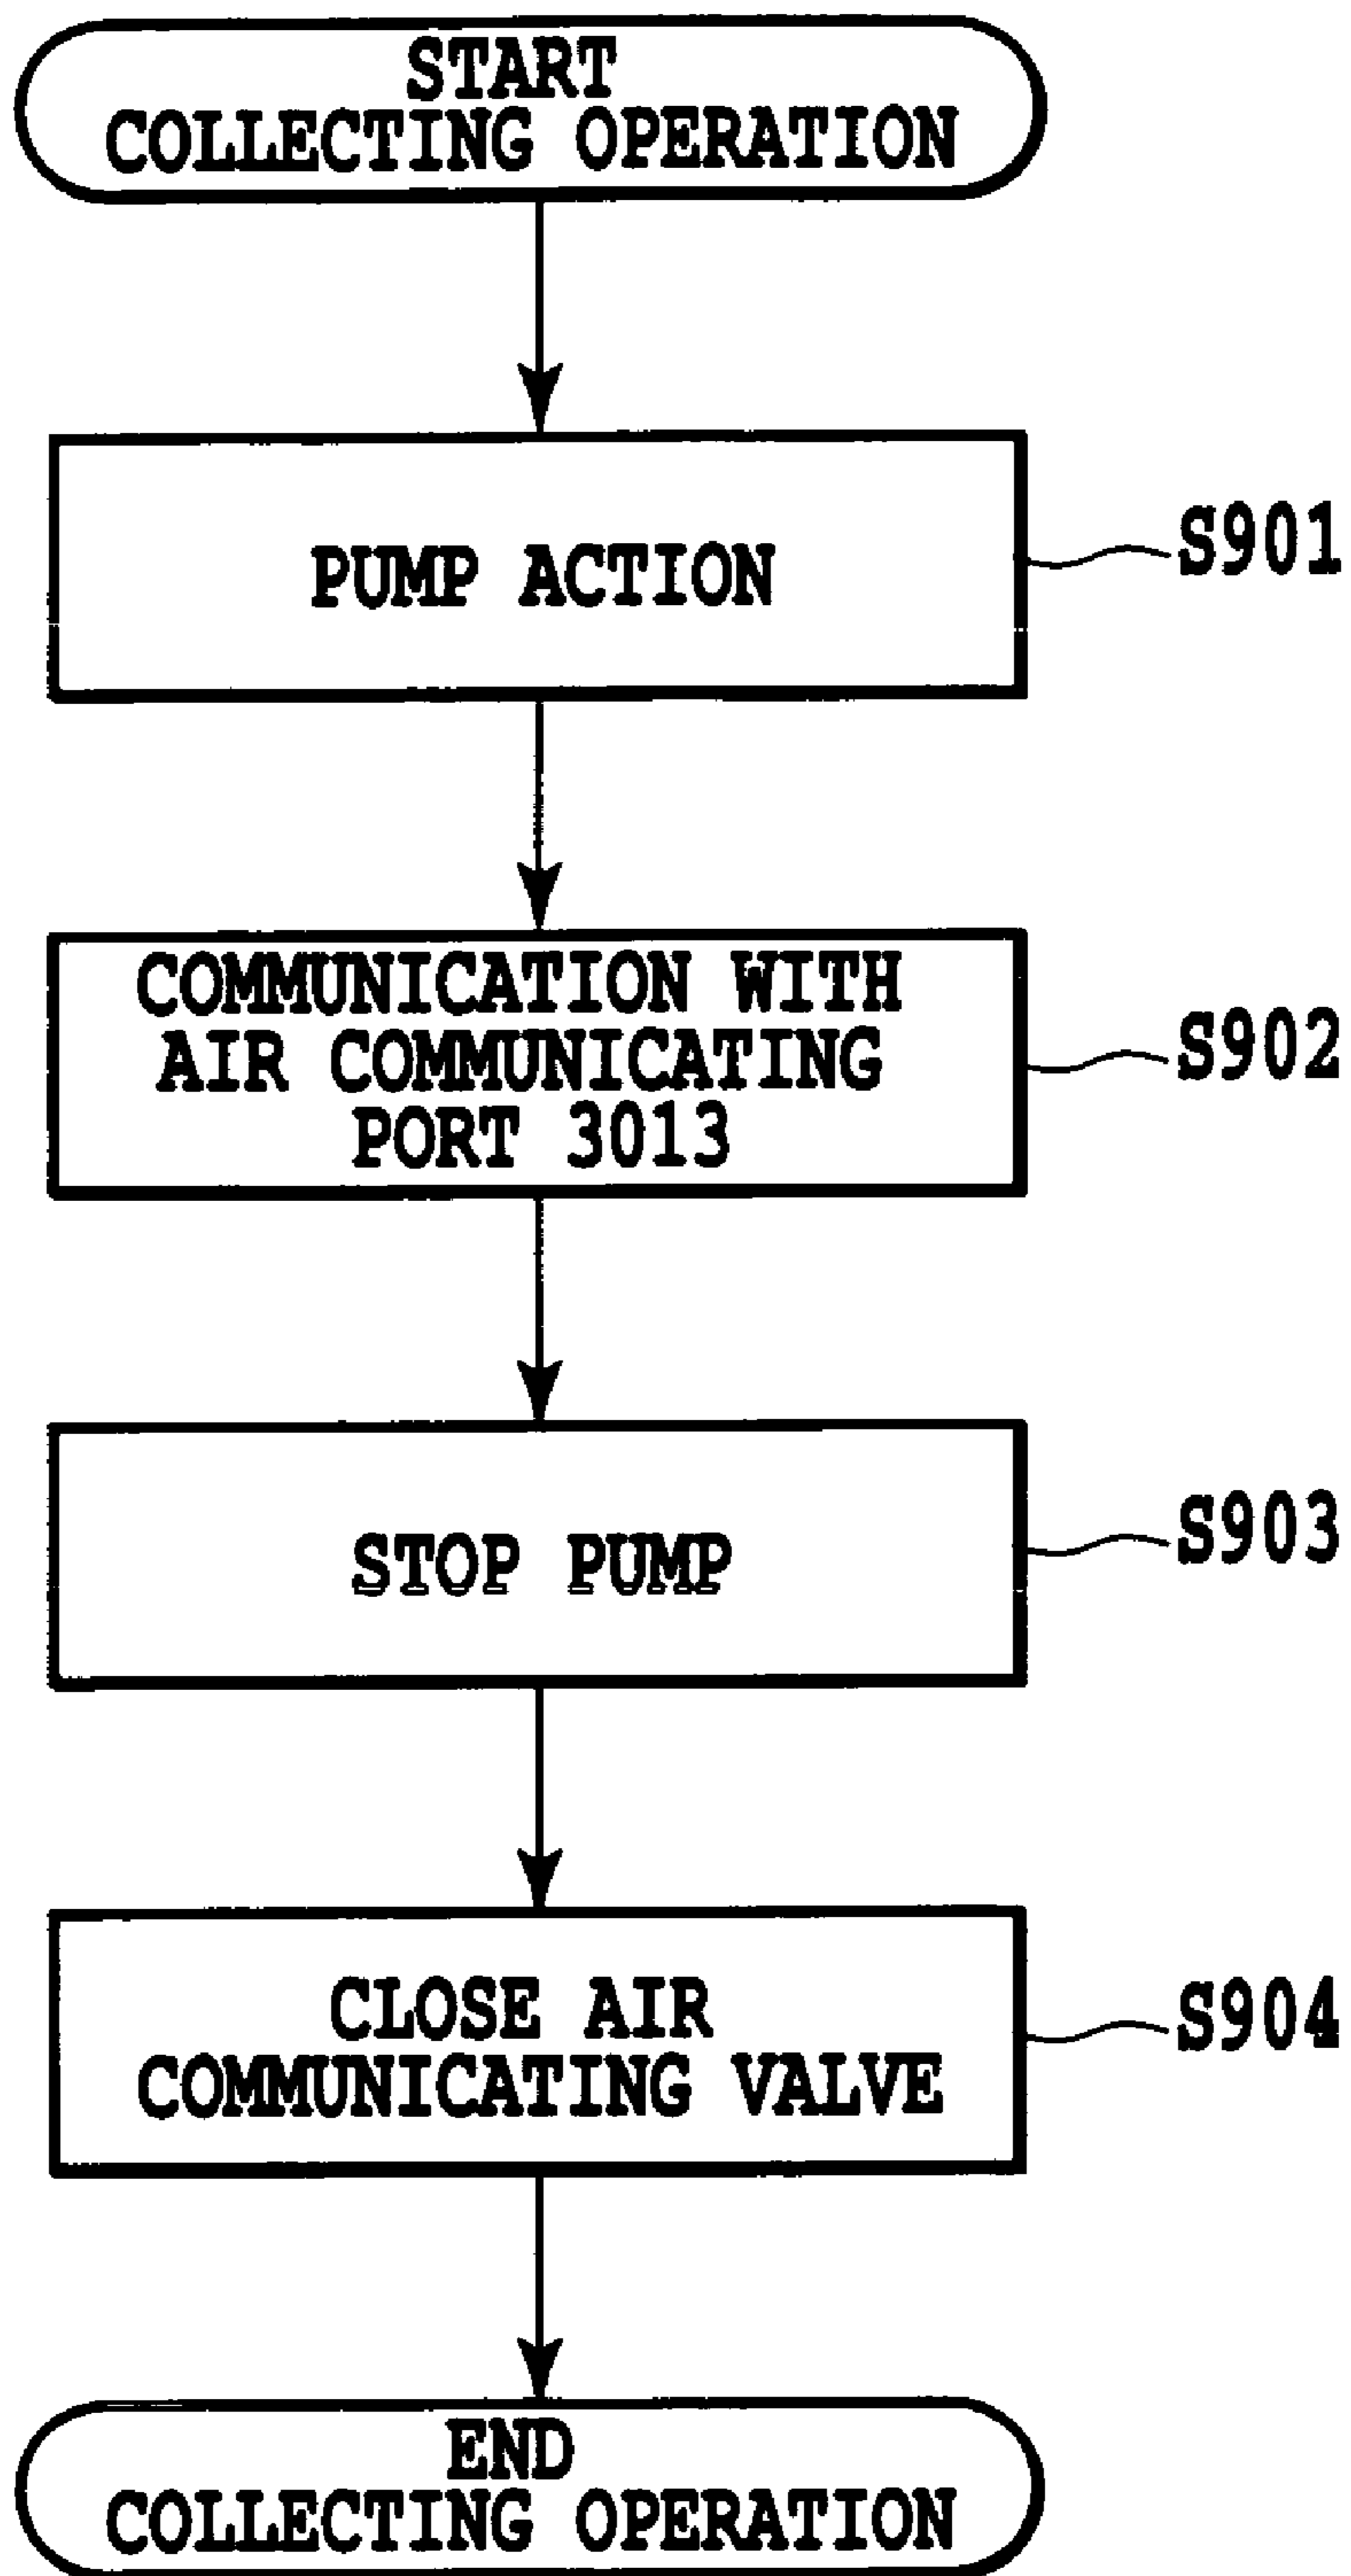 START
COLLECTING OPERATION
PUMP ACTION
S901
COMMUNICATION WITH
AIR COMMUNICATING
PORT 3013
S902
STOP PUMP
S903
CLOSE AIR
COMMUNICATING VALVE
S904
END
COLLECTING OPERATION